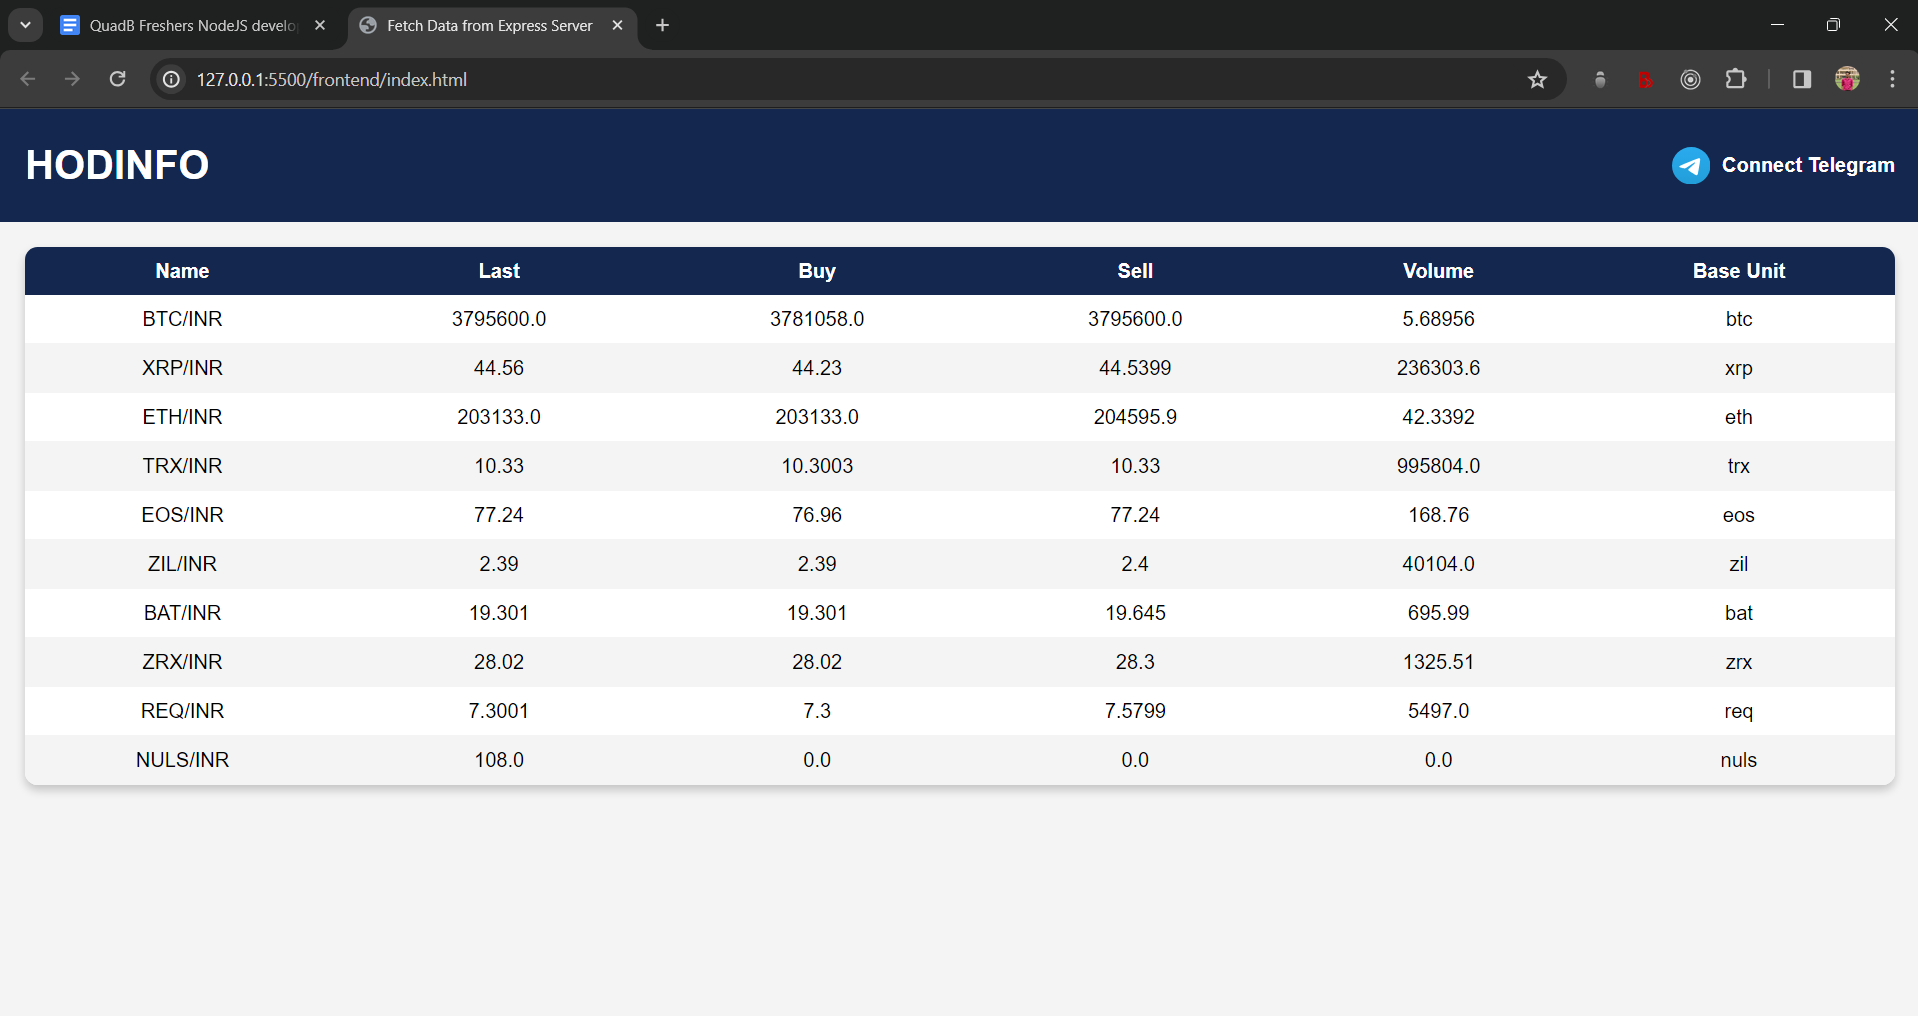 QuadB Freshers NodeJS develo
Fetch Data from Express Server
127.0.0.1:5500/frontend/index.html
HODINFO
Connect Telegram
Name Last Buy Sell Volume Base Unit
BTC/INR 3795600.0 3781058.0 3795600.0 5.68956 btc
XRP/INR 44.56 44.23 44.5399 236303.6 xrp
ETH/INR 203133.0 203133.0 204595.9 42.3392 eth
TRX/INR 10.33 10.3003 10.33 995804.0 trx
EOS/INR 77.24 76.96 77.24 168.76 eos
ZIL/INR 2.39 2.39 2.4 40104.0 zil
BAT/INR 19.301 19.301 19.645 695.99 bat
ZRX/INR 28.02 28.02 28.3 1325.51 zrx
REQ/INR 7.3001 7.3 7.5799 5497.0 req
NULS/INR 108.0 0.0 0.0 0.0 nuls